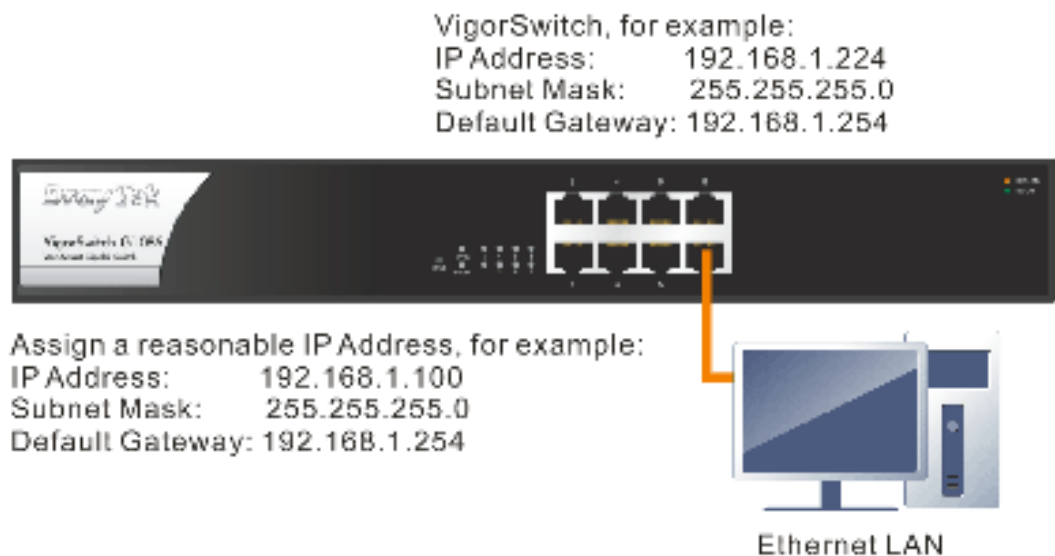 VigorSwitch, for example:
IP Address: 192.168.1.224
Subnet Mask: 255.255.255.0
Default Gateway: 192.168.1.254
DrayTek
VigorSwitch
Assign a reasonable IP Address, for example:
IP Address: 192.168.1.100
Subnet Mask: 255.255.255.0
Default Gateway: 192.168.1.254
Ethernet LAN